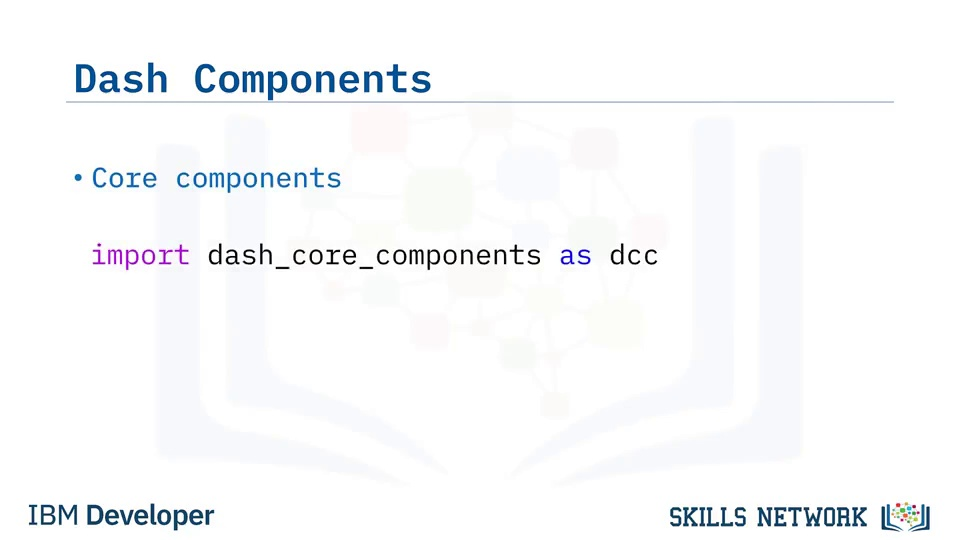 Dash Components
• Core components
import dash_core_components as dcc
IBM Developer
SKILLS NETWORK